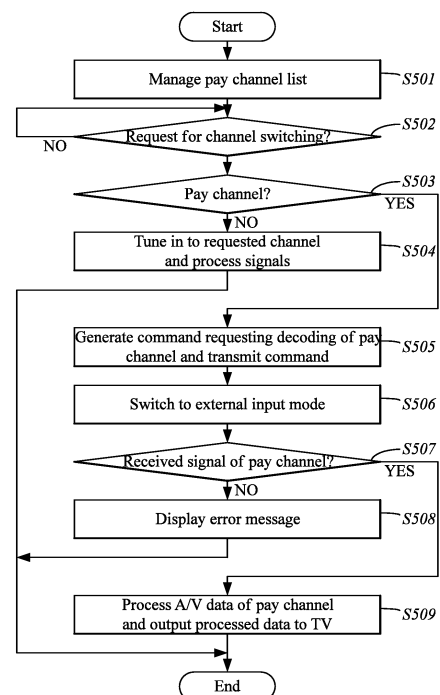 Start
Manage pay channel list
S501
Request for channel switching?
S502
NO
Pay channel?
S503
YES
NO
Tune in to requested channel
and process signals
S504
Generate command requesting decoding of pay
channel and transmit command
S505
Switch to external input mode
S506
Received signal of pay channel?
S507
YES
NO
Display error message
S508
Process A/V data of pay channel
and output processed data to TV
S509
End